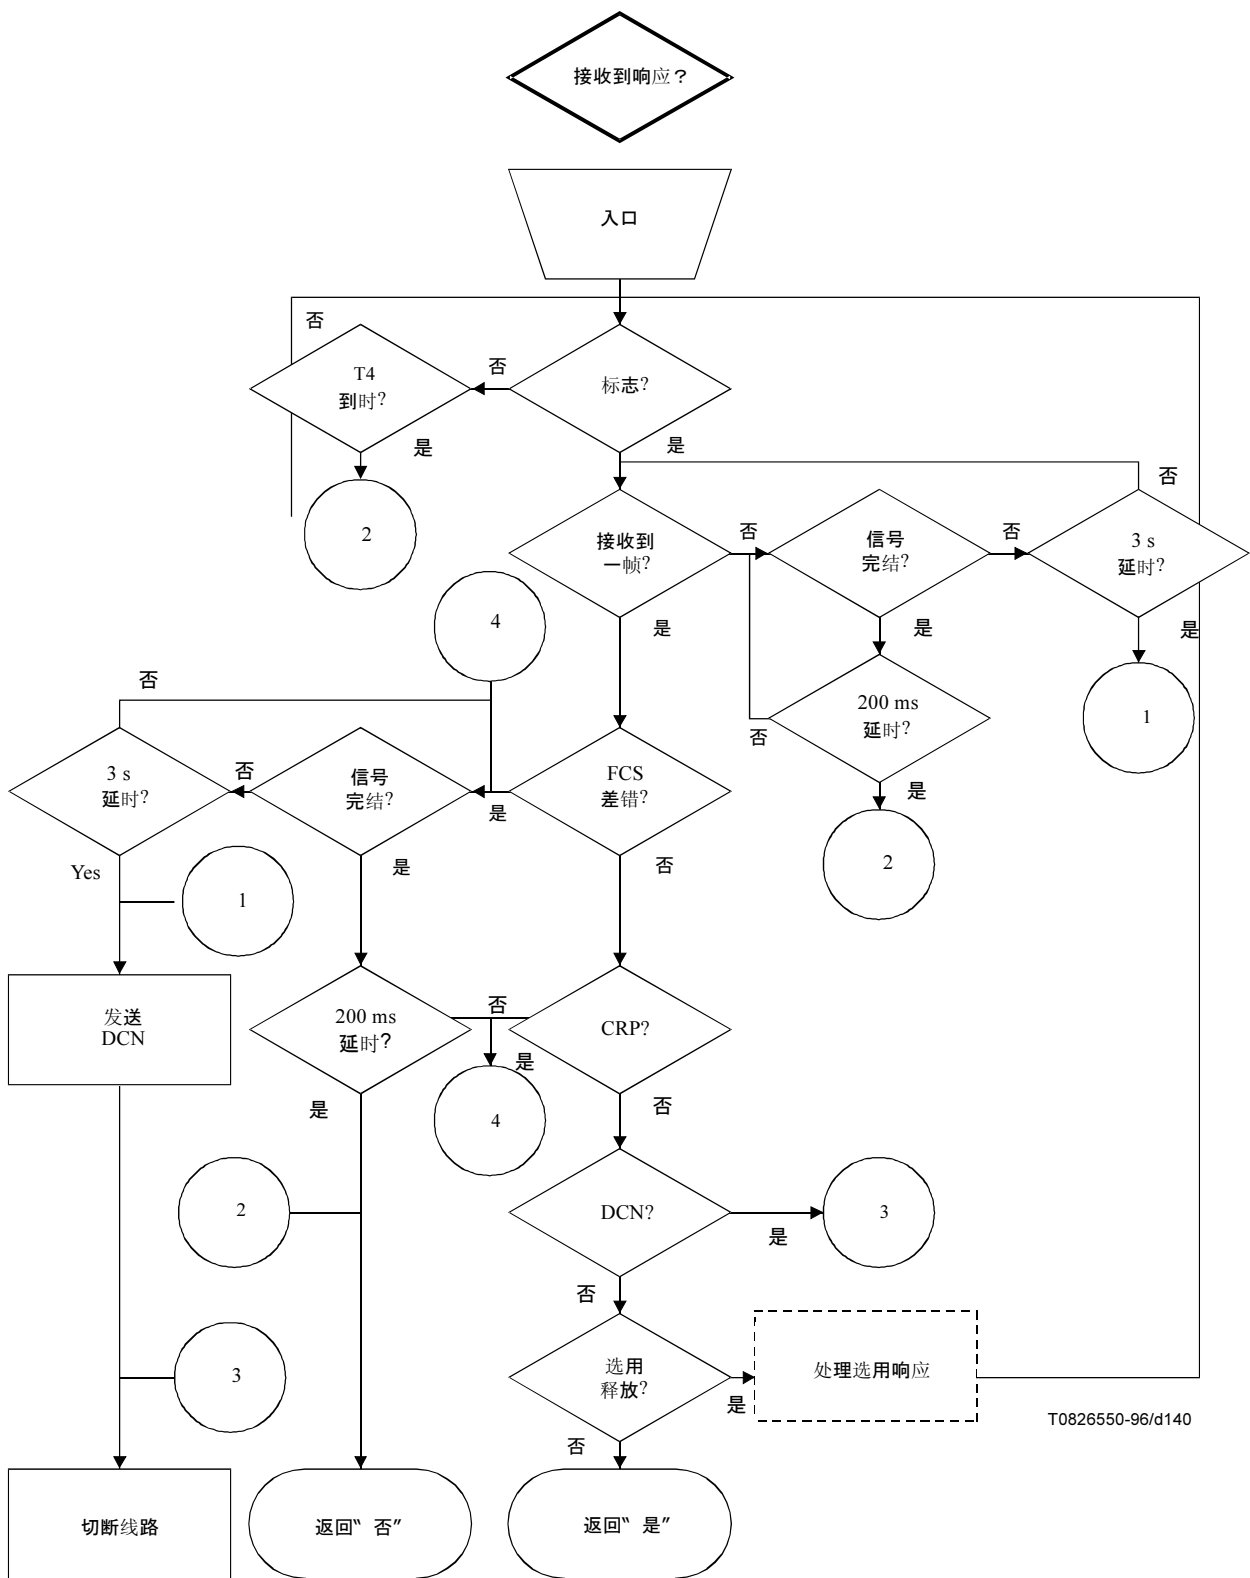 接收到响应?
入口
否
T4
到时?
否
标志?
是
是
否
2
接收到
一帧?
否
信号
完结?
否
3 s
延时?
4
是
是
是
否
200 ms
延时?
否
1
3 s
延时?
否
信号
完结?
是
FCS
差错?
是
2
Yes
是
否
1
发送
DCN
200 ms
延时?
否
CRP?
是
是
4
否
2
DCN?
是
3
否
3
选用
释放?
是
处理选用响应
T0826550-96/d140
否
切断线路
返回“否”
返回“是”